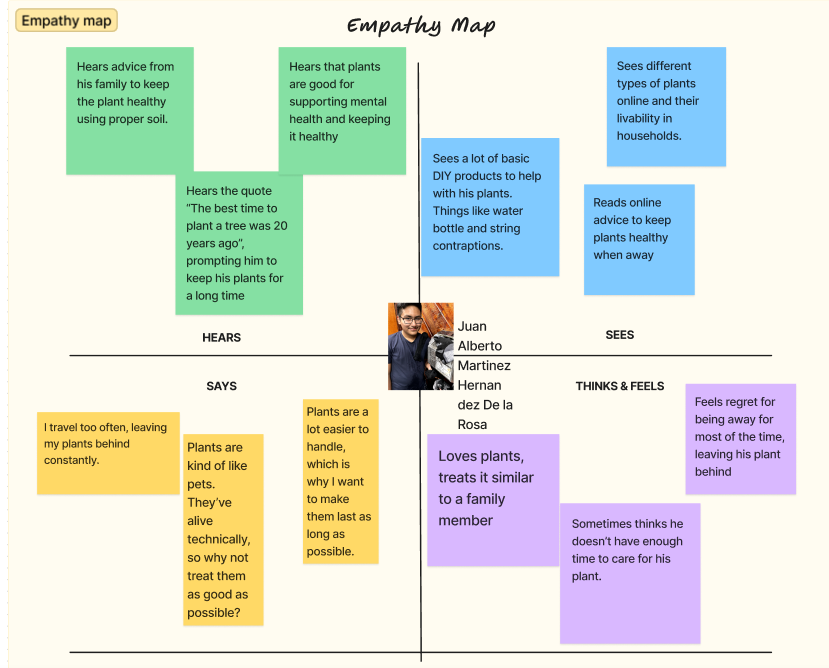 Empathy map
Empathy Map
Hears advice from
his family to keep
the plant healthy
using proper soil.
Hears that plants
are good for
supporting mental
health and keeping
it healthy
Hears the quote
“The best time to
plant a tree was 20
years ago”,
prompting him to
keep his plants for
a long time
HEARS
Sees different
types of plants
online and their
livability in
households.
Sees a lot of basic
DIY products to help
with his plants.
Things like water
bottle and string
contraptions.
Reads online
advice to keep
plants healthy
when away
SEES
Juan
Alberto
Martinez
Hernan
dez De la
Rosa
SAYS
I travel too often, leaving
my plants behind
constantly.
Plants are
kind of like
pets.
They’ve
alive
technically,
so why not
treat them
as good as
possible?
Plants are a
lot easier to
handle,
which is
why I want
to make
them last as
long as
possible.
THINKS & FEELS
Feels regret for
being away for
most of the time,
leaving his plant
behind
Loves plants,
treats it similar
to a family
member
Sometimes thinks he
doesn’t have enough
time to care for his
plant.